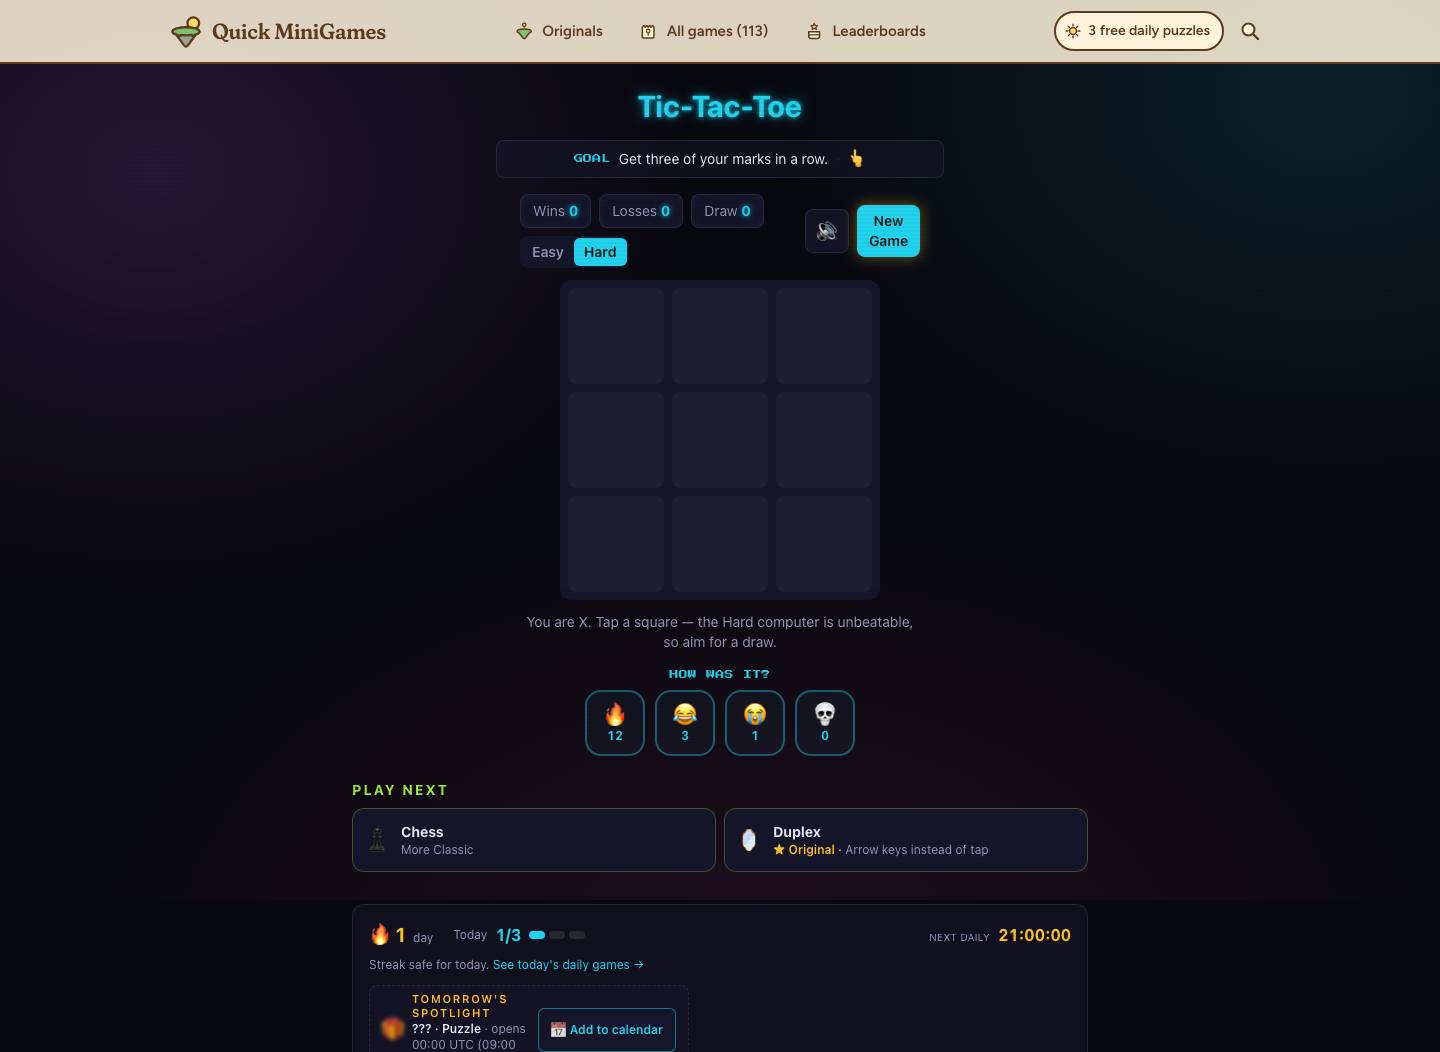 Quick MiniGames
Originals
All games (113)
Leaderboards
3 free daily puzzles
Tic-Tac-Toe
GOAL Get three of your marks in a row.
Wins 0
Losses 0
Draw 0
Easy
Hard
New
Game
You are X. Tap a square — the Hard computer is unbeatable,
so aim for a draw.
HOW WAS IT?
12
3
1
0
PLAY NEXT
Chess
More Classic
Duplex
Original · Arrow keys instead of tap
1 day
Today 1/3
NEXT DAILY 21:00:00
Streak safe for today. See today's daily games →
TOMORROW'S
SPOTLIGHT
??? · Puzzle · opens
00:00 UTC (09:00
Add to calendar